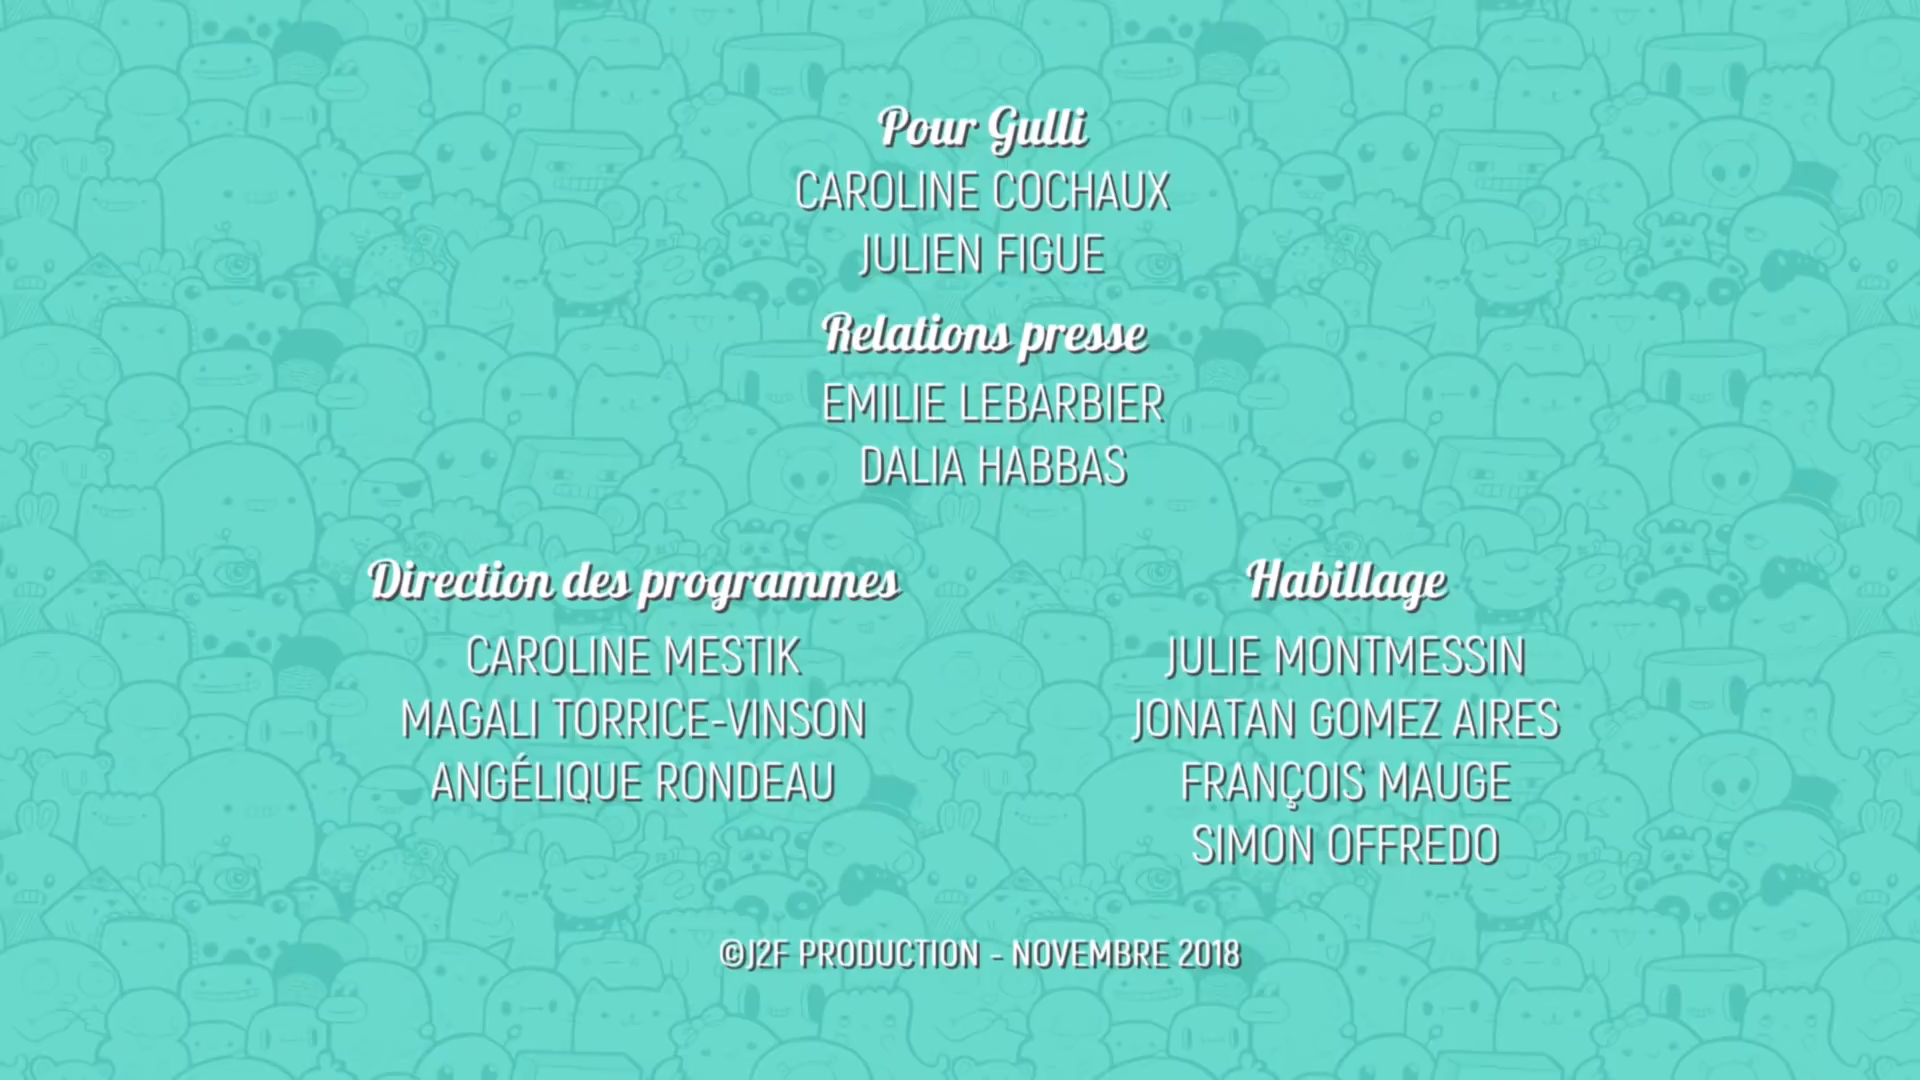 Pour Gulli
CAROLINE COCHAUX
JULIEN FIGUE
Relations presse
EMILIE LEBARBIER
DALIA HABBAS
Direction des programmes
CAROLINE MESTIK
MAGALI TORRICE-VINSON
ANGÉLIQUE RONDEAU
Habillage
JULIE MONTMESSIN
JONATAN GOMEZ AIRES
FRANÇOIS MAUGE
SIMON OFFREDO
©J2F PRODUCTION - NOVEMBRE 2018